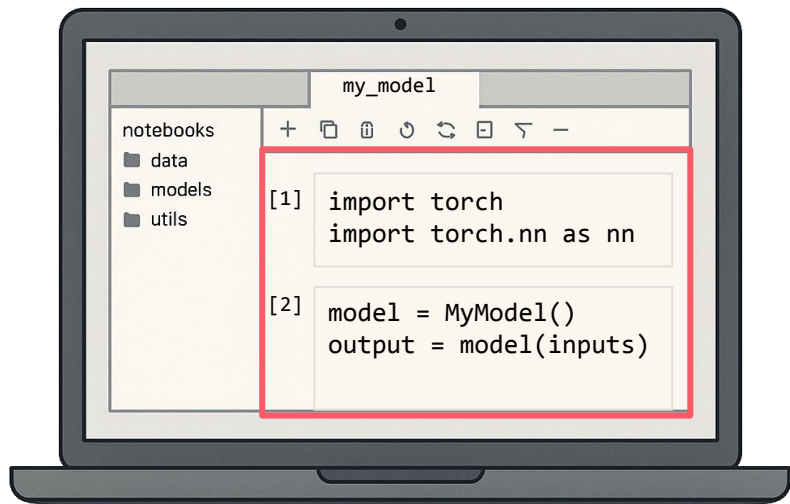 my_model
notebooks
data
models
utils
[1]
import torch
import torch.nn as nn
[2]
model = MyModel()
output = model(inputs)